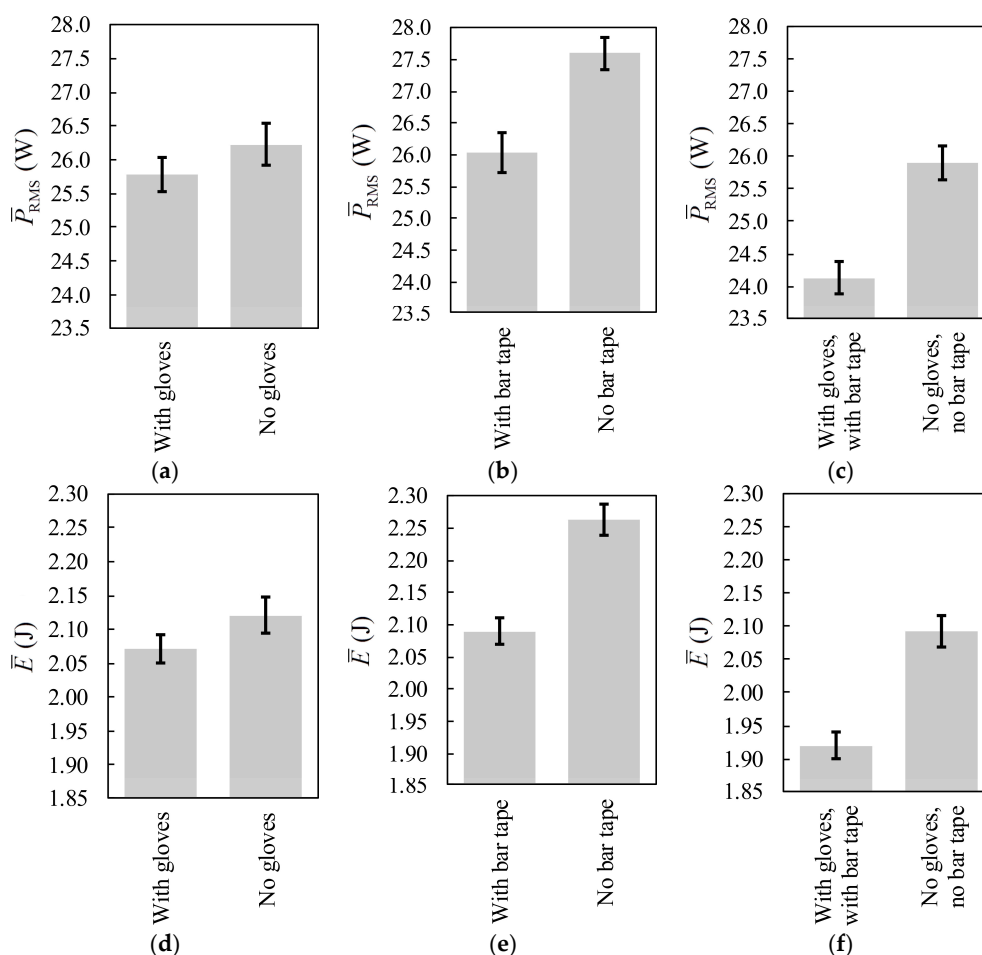 28.0
27.5
27.0
26.5
26.0
25.5
25.0
24.5
24.0
23.5
P̅RMS (W)
With gloves
No gloves
(a)
28.0
27.5
27.0
26.5
26.0
25.5
25.0
24.5
24.0
23.5
P̅RMS (W)
With bar tape
No bar tape
(b)
28.0
27.5
27.0
26.5
26.0
25.5
25.0
24.5
24.0
23.5
P̅RMS (W)
With gloves,
with bar tape
No gloves,
no bar tape
(c)
2.30
2.25
2.20
2.15
2.10
2.05
2.00
1.95
1.90
1.85
E̅ (J)
With gloves
No gloves
(d)
2.30
2.25
2.20
2.15
2.10
2.05
2.00
1.95
1.90
1.85
E̅ (J)
With bar tape
No bar tape
(e)
2.30
2.25
2.20
2.15
2.10
2.05
2.00
1.95
1.90
1.85
E̅ (J)
With gloves,
with bar tape
No gloves,
no bar tape
(f)